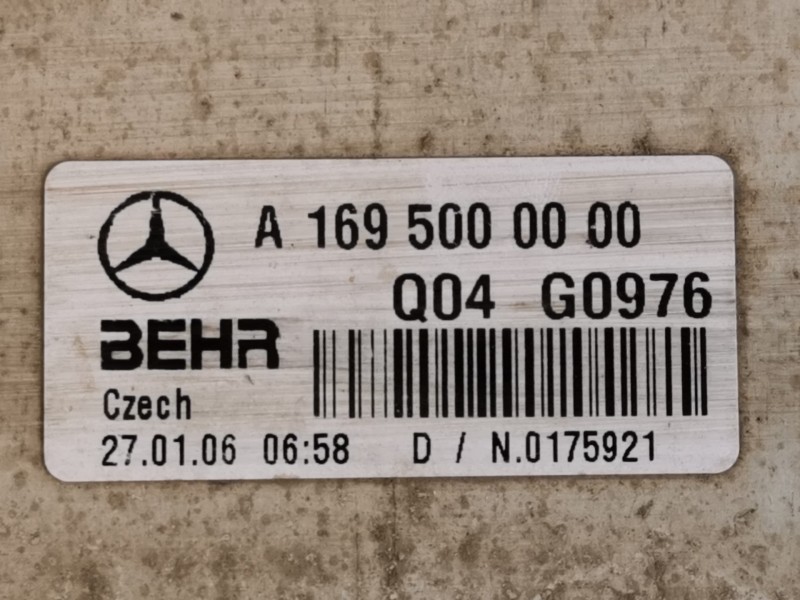 A 169 500 00 00
Q04 G0976
BEHR
Czech
27.01.06 06:58 D / N.0175921